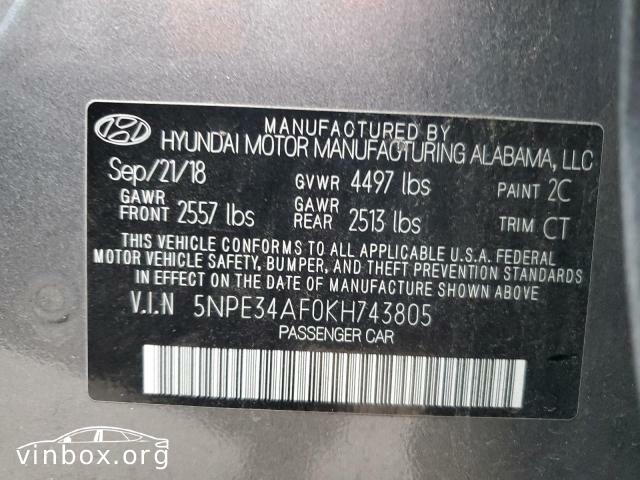 MANUFACTURED BY
HYUNDAI MOTOR MANUFACTURING ALABAMA, LLC
Sep/21/18 GVWR 4497 lbs PAINT 2C
GAWR FRONT 2557 lbs GAWR REAR 2513 lbs TRIM CT
THIS VEHICLE CONFORMS TO ALL APPLICABLE U.S.A. FEDERAL
MOTOR VEHICLE SAFETY, BUMPER, AND THEFT PREVENTION STANDARDS
IN EFFECT ON THE DATE OF MANUFACTURE SHOWN ABOVE.
V.I.N 5NPE34AF0KH743805
PASSENGER CAR
vinbox.org